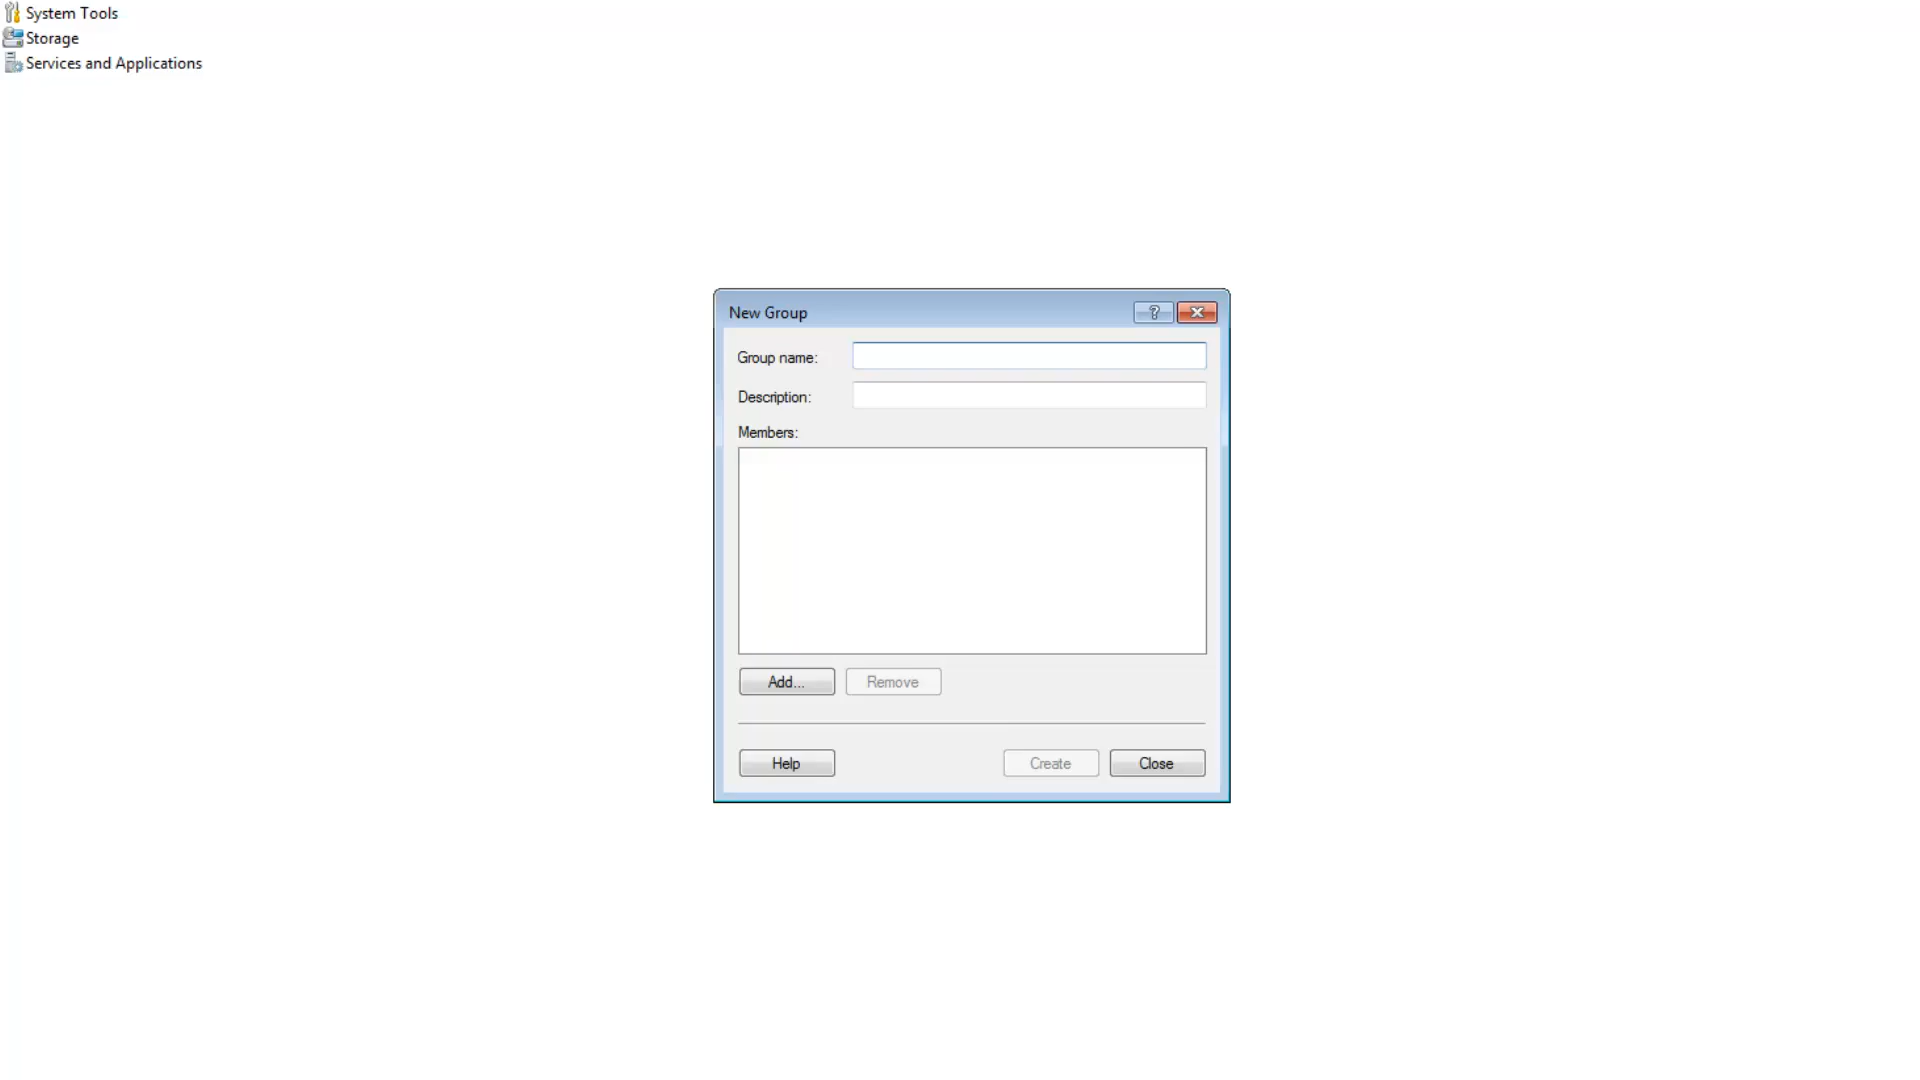 System Tools
Storage
Services and Applications
New Group
?
Group name:
Description:
Members:
Add...
Remove
Help
Create
Close